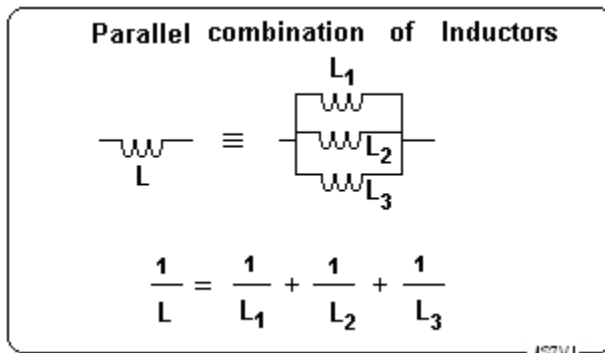 Parallel combination of Inductors
L1
≡
L2
L
L3
1/L = 1/L1 + 1/L2 + 1/L3